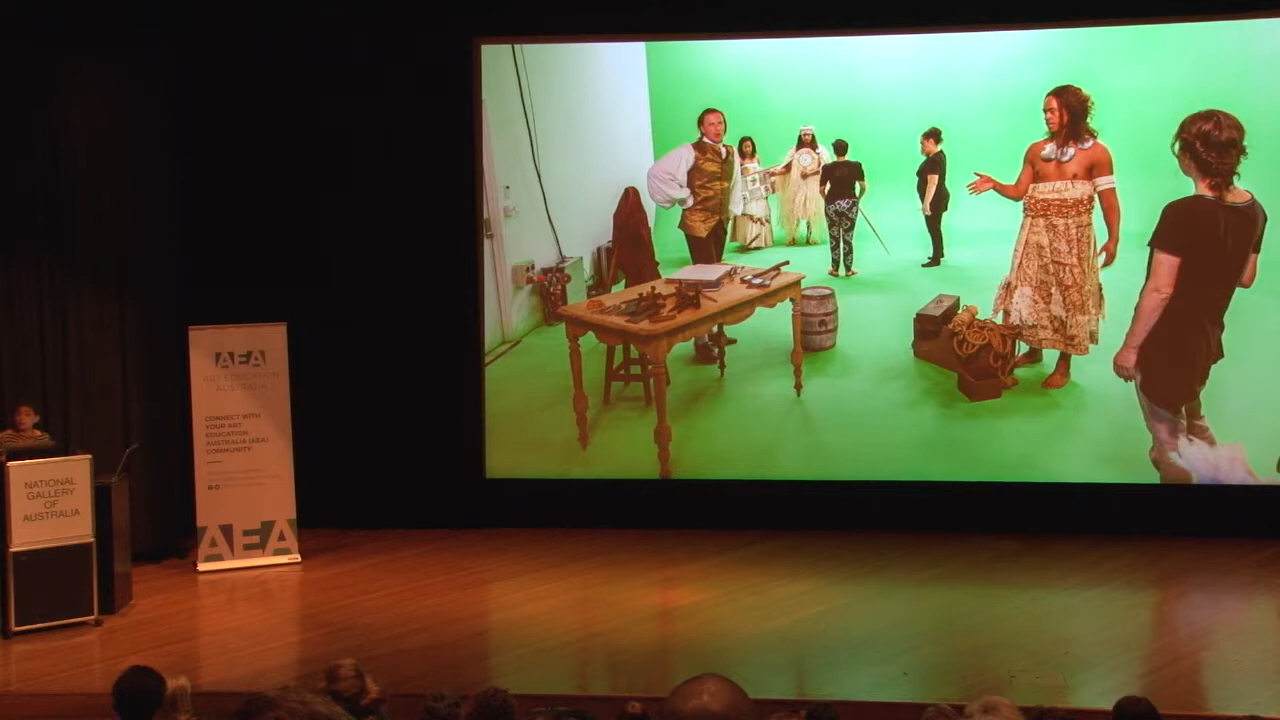 NATIONAL
GALLERY
OF
AUSTRALIA
AEA
ART EDUCATION
AUSTRALIA
CONNECT WITH
YOUR ART
EDUCATION
AUSTRALIA (AEA)
COMMUNITY
AEA